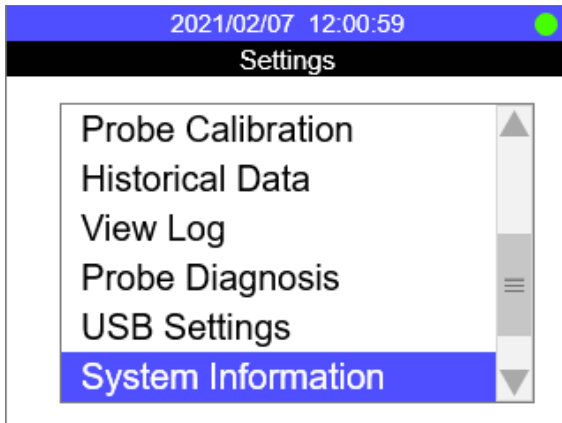 2021/02/07 12:00:59
Settings
Probe Calibration
Historical Data
View Log
Probe Diagnosis
USB Settings
System Information